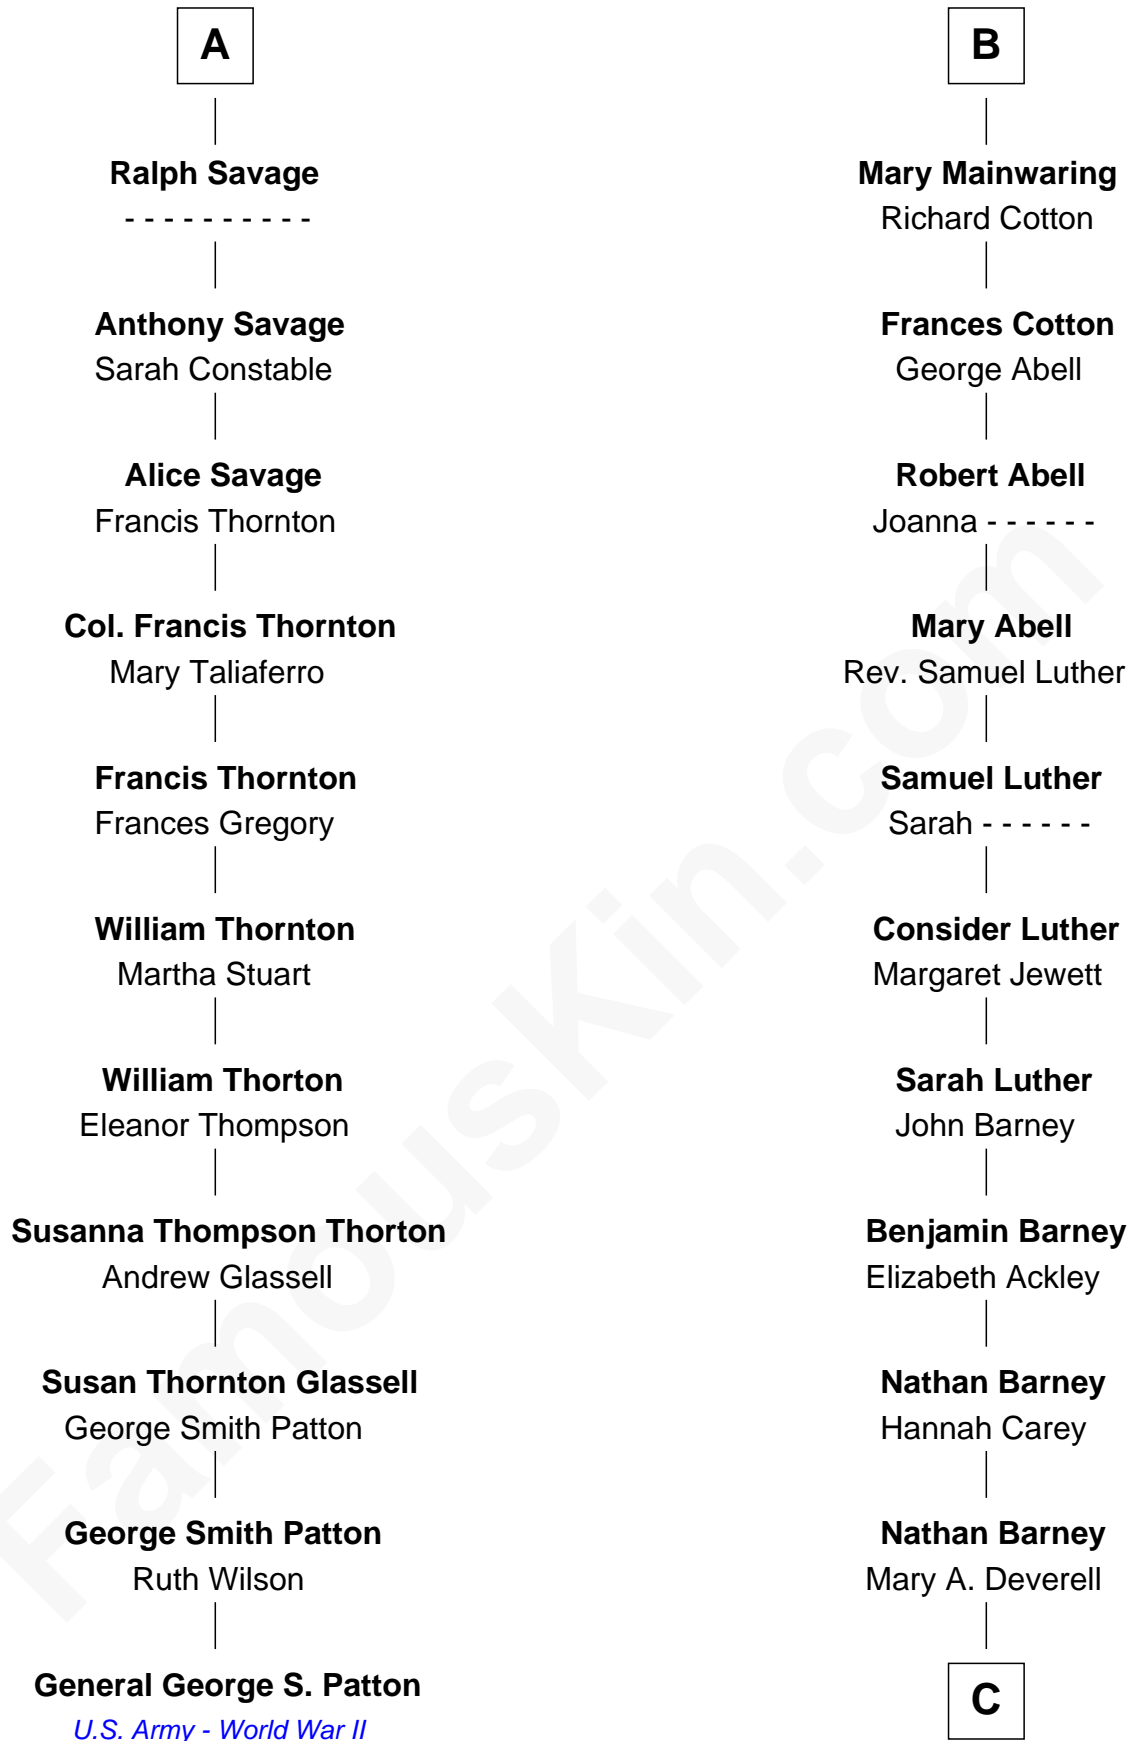 A
Ralph Savage
- - - - - - - - - -
Anthony Savage
Sarah Constable
Alice Savage
Francis Thornton
Col. Francis Thornton
Mary Taliaferro
Francis Thornton
Frances Gregory
William Thornton
Martha Stuart
William Thorton
Eleanor Thompson
Susanna Thompson Thorton
Andrew Glassell
Susan Thornton Glassell
George Smith Patton
George Smith Patton
Ruth Wilson
General George S. Patton
U.S. Army - World War II
B
Mary Mainwaring
Richard Cotton
Frances Cotton
George Abell
Robert Abell
Joanna - - - - - -
Mary Abell
Rev. Samuel Luther
Samuel Luther
Sarah - - - - - -
Consider Luther
Margaret Jewett
Sarah Luther
John Barney
Benjamin Barney
Elizabeth Ackley
Nathan Barney
Hannah Carey
Nathan Barney
Mary A. Deverell
C
FamousKin.com